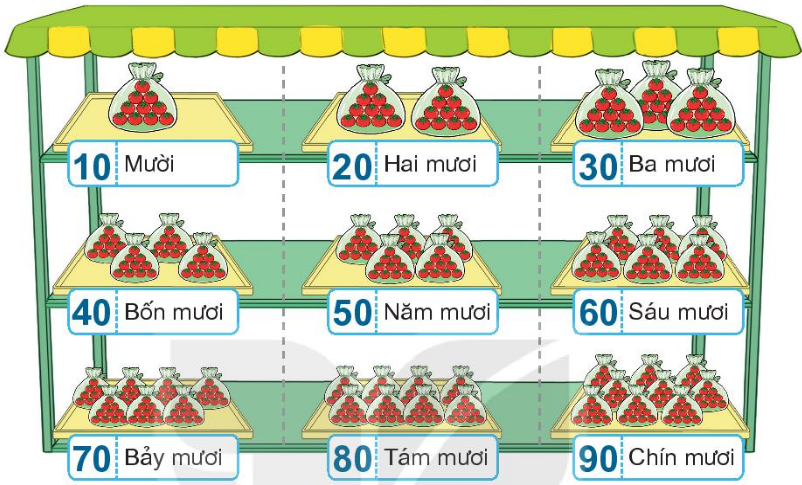 10 Mười
20 Hai mươi
30 Ba mươi
40 Bốn mươi
50 Năm mươi
60 Sáu mươi
70 Bảy mươi
80 Tám mươi
90 Chín mươi